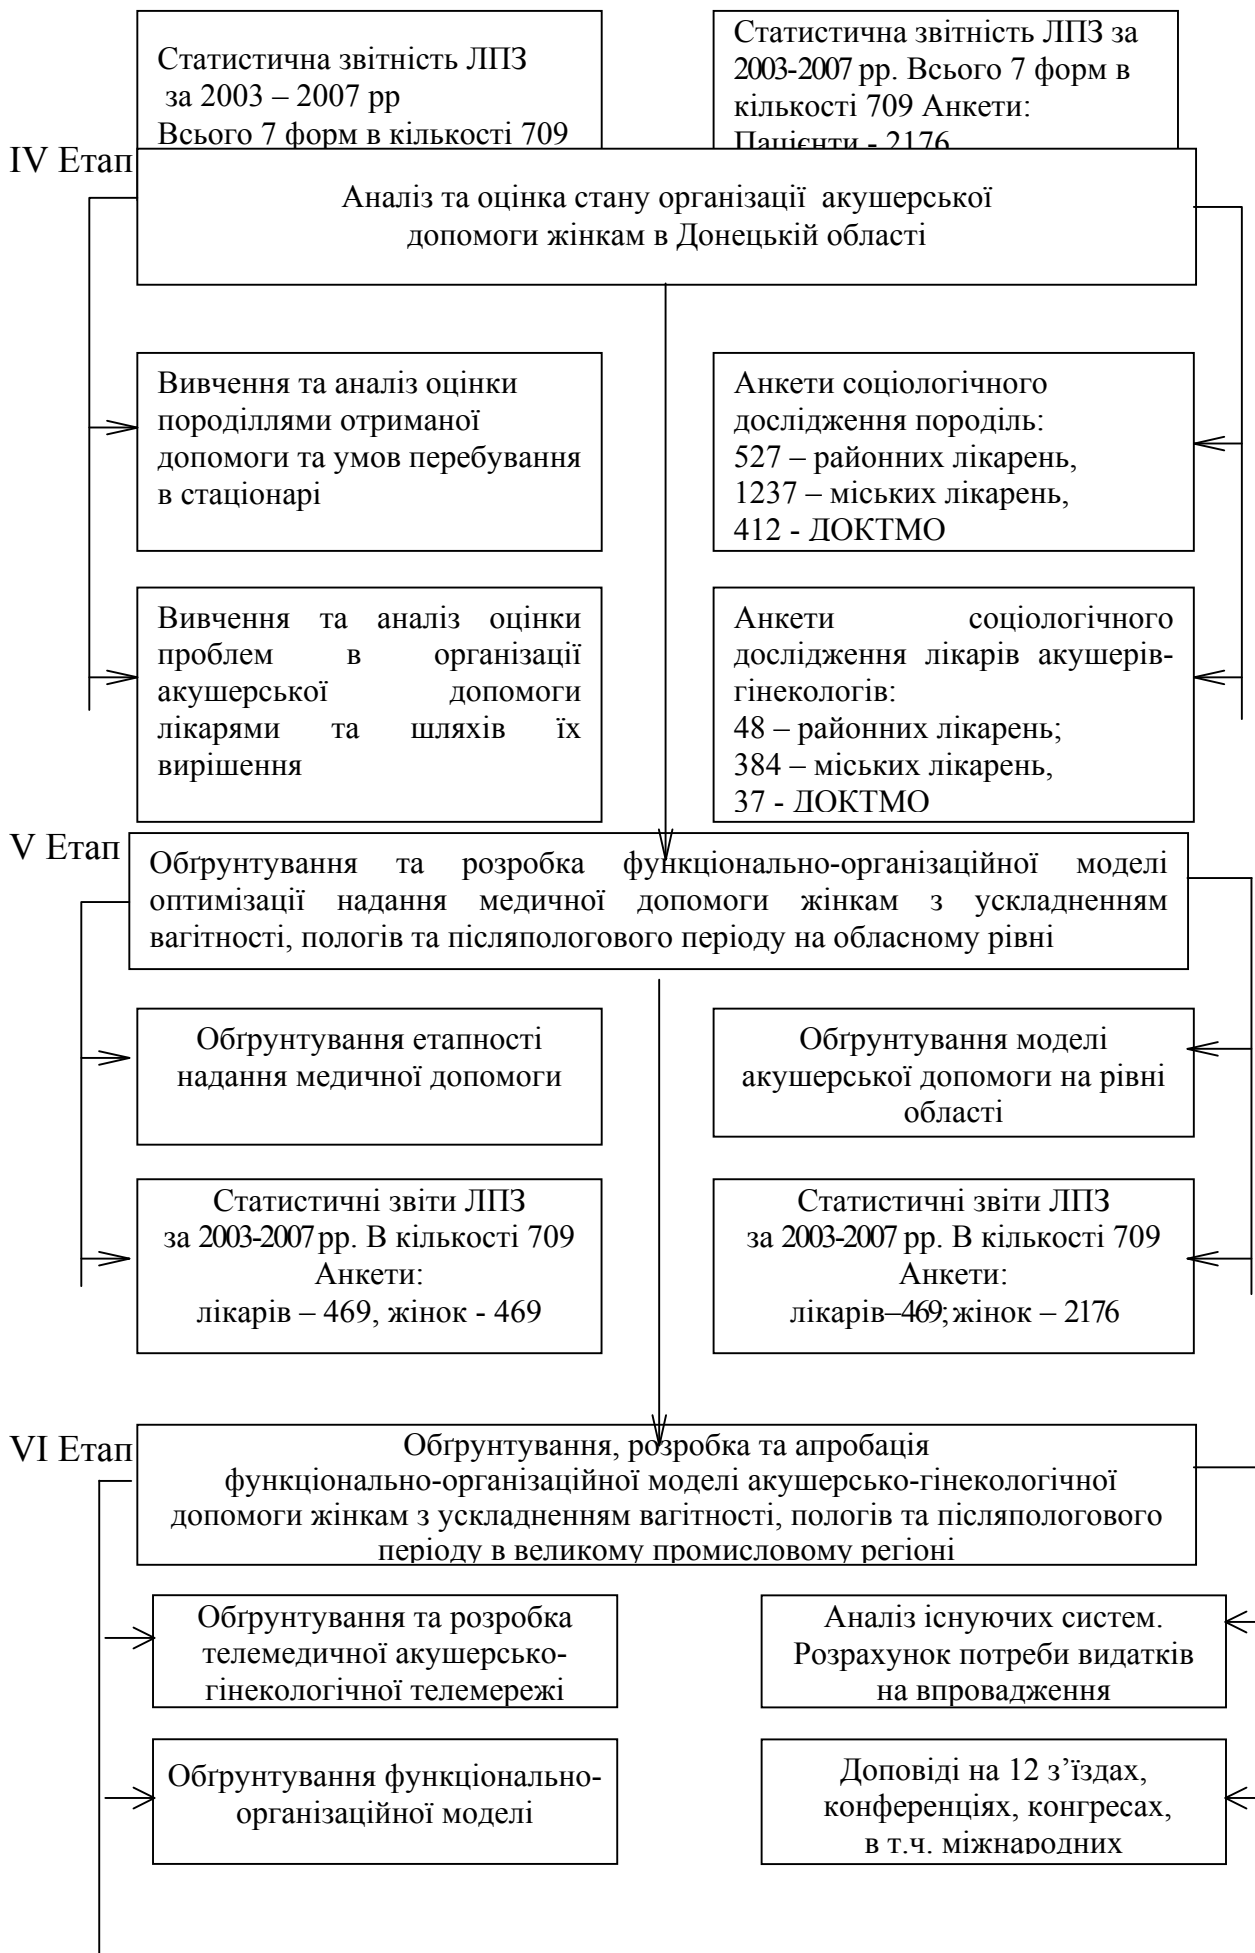 Статистична звітність ЛПЗ
за 2003 – 2007 рр
Всього 7 форм в кількості 709
Статистична звітність ЛПЗ за
2003-2007 рр. Всього 7 форм в
кількості 709 Анкети:
Пацієнти - 2176
IV Етап
Аналіз та оцінка стану організації акушерської
допомоги жінкам в Донецькій області
Вивчення та аналіз оцінки
породіллями отриманої
допомоги та умов перебування
в стаціонарі
Анкети соціологічного
дослідження породіль:
527 – районних лікарень,
1237 – міських лікарень,
412 - ДОКТМО
Вивчення та аналіз оцінки
проблем в організації
акушерської допомоги
лікарями та шляхів їх
вирішення
Анкети соціологічного
дослідження лікарів акушерів-
гінекологів:
48 – районних лікарень;
384 – міських лікарень,
37 - ДОКТМО
V Етап
Обґрунтування та розробка функціонально-організаційної моделі
оптимізації надання медичної допомоги жінкам з ускладненням
вагітності, пологів та післяпологового періоду на обласному рівні
Обґрунтування етапності
надання медичної допомоги
Обґрунтування моделі
акушерської допомоги на рівні
області
Статистичні звіти ЛПЗ
за 2003-2007 рр. В кількості 709
Анкети:
лікарів – 469, жінок - 469
Статистичні звіти ЛПЗ
за 2003-2007 рр. В кількості 709
Анкети:
лікарів–469; жінок – 2176
VI Етап
Обґрунтування, розробка та апробація
функціонально-організаційної моделі акушерсько-гінекологічної
допомоги жінкам з ускладненням вагітності, пологів та післяпологового
періоду в великому промисловому регіоні
Обґрунтування та розробка
телемедичної акушерсько-
гінекологічної телемережі
Аналіз існуючих систем.
Розрахунок потреби видатків
на впровадження
Обґрунтування функціонально-
організаційної моделі
Доповіді на 12 з’їздах,
конференціях, конгресах,
в т.ч. міжнародних